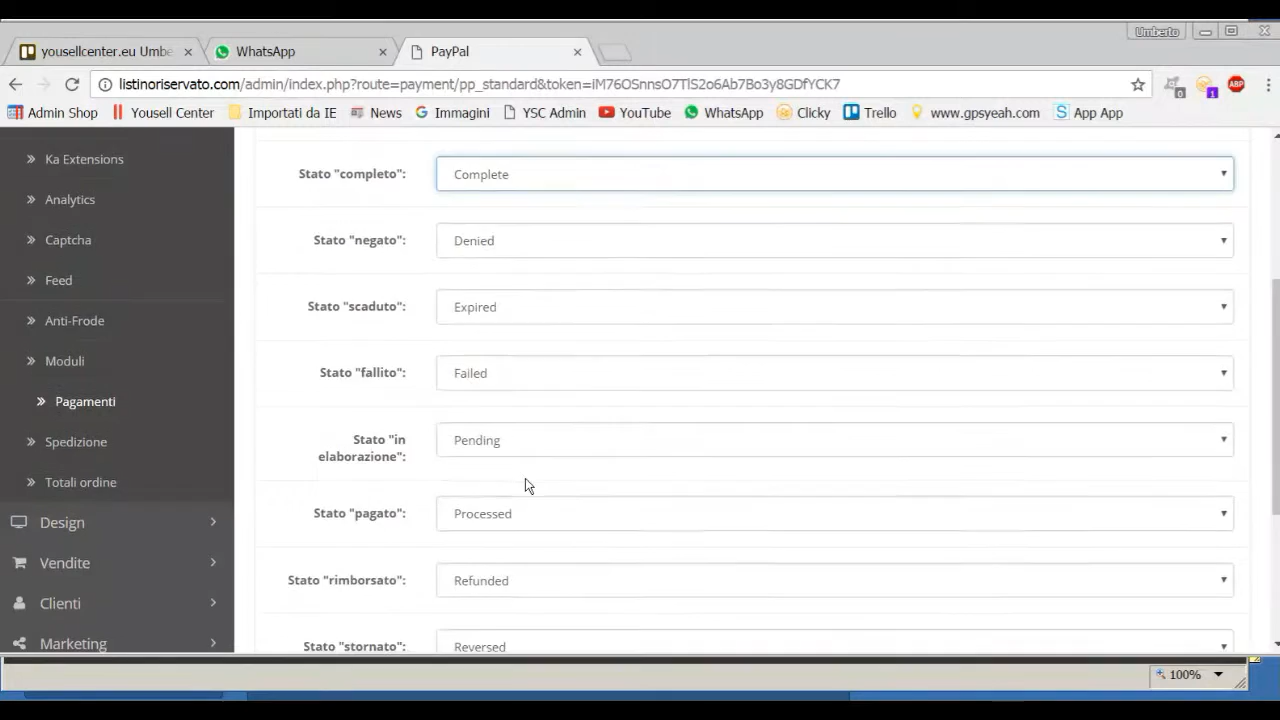 Umberto
yousellcenter.eu Umbe
WhatsApp
PayPal
listinoriservato.com/admin/index.php?route=payment/pp_standard&token=iM76OSnnsO7TlS2o6Ab7Bo3y8GDfYCK7
0
1
ABP
Admin Shop
Yousell Center
Importati da IE
News
Immagini
YSC Admin
YouTube
WhatsApp
Clicky
Trello
www.gpsyeah.com
App App
Ka Extensions
Analytics
Captcha
Feed
Anti-Frode
Moduli
Pagamenti
Spedizione
Totali ordine
Design
Vendite
Clienti
Marketing
Stato "completo":
Complete
Stato "negato":
Denied
Stato "scaduto":
Expired
Stato "fallito":
Failed
Stato "in
elaborazione":
Pending
Stato "pagato":
Processed
Stato "rimborsato":
Refunded
Stato "stornato":
Reversed
100%